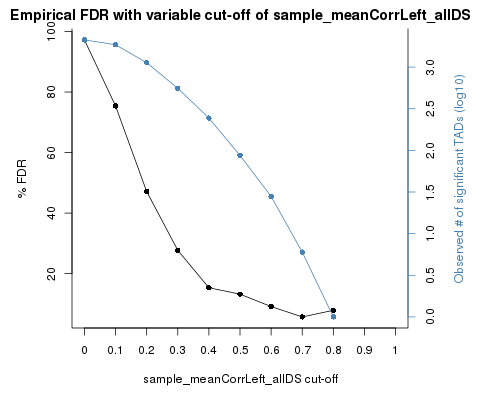 Empirical FDR with variable cut-off of sample_meanCorrLeft_allDS
% FDR
100
80
60
40
20
3.0
2.5
2.0
1.5
1.0
0.5
0.0
Observed # of significant TADs (log10)
0 0.1 0.2 0.3 0.4 0.5 0.6 0.7 0.8 0.9 1
sample_meanCorrLeft_allDS cut-off